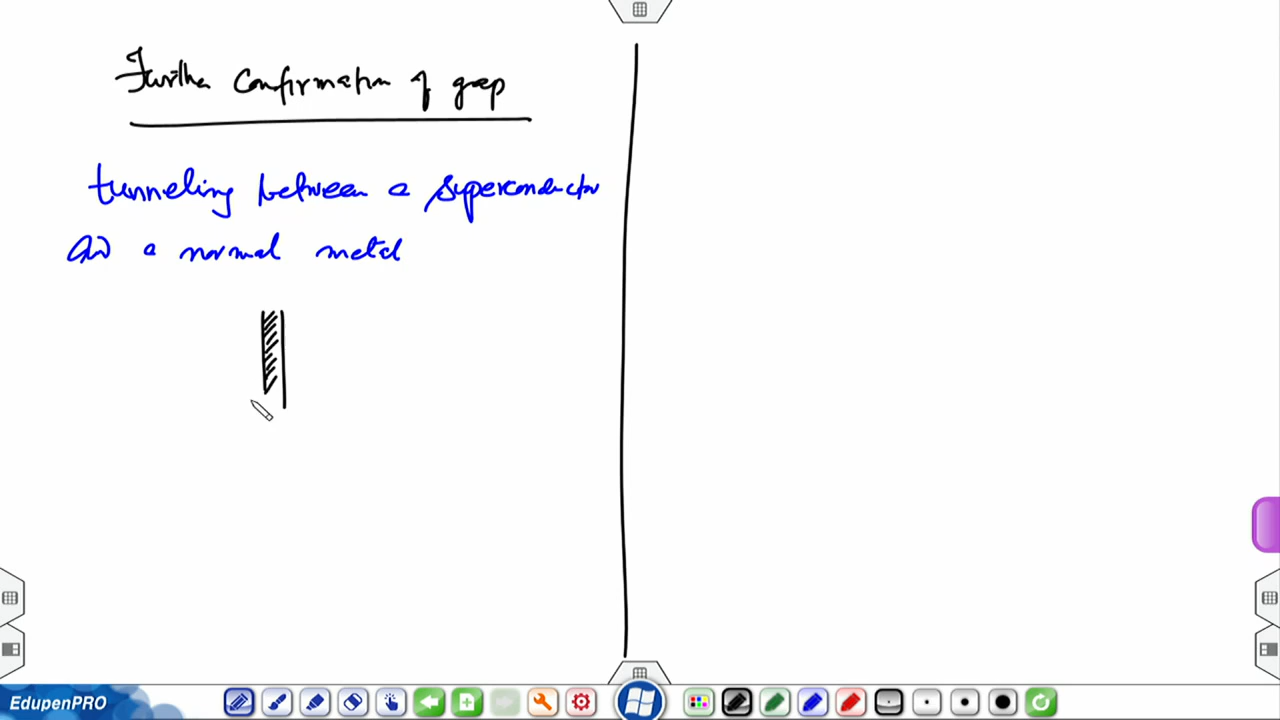 Further Confirmation of gap
tunneling between a superconductor
and a normal metal
EdupenPRO